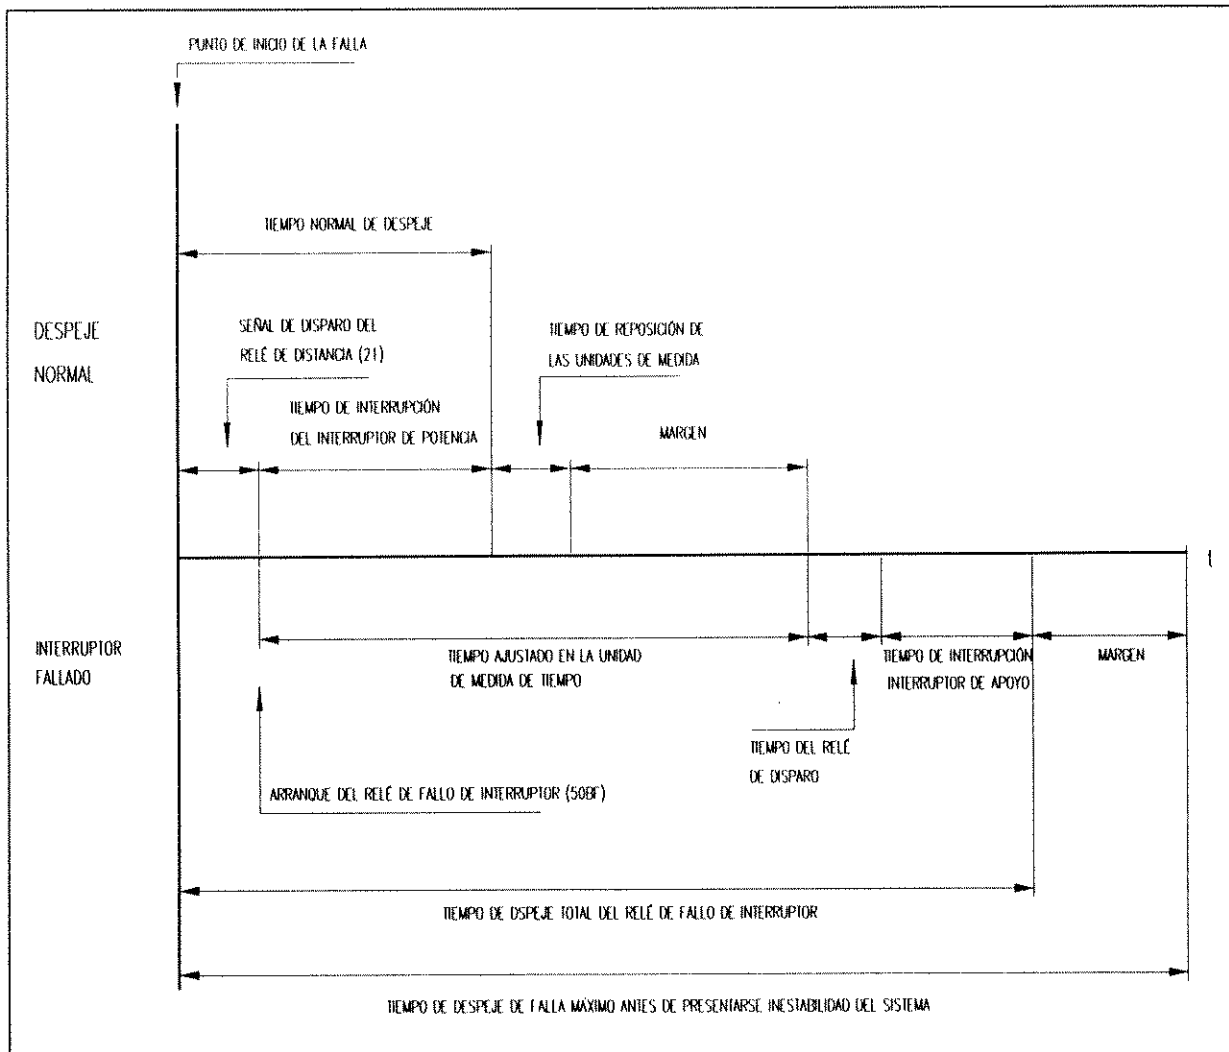 PUNTO DE INICIO DE LA FALLA
TIEMPO NORMAL DE DESPEJE
DESPEJE
NORMAL
SEÑAL DE DISPARO DEL
RELÉ DE DISTANCIA (21)
TIEMPO DE REPOSICIÓN DE
LAS UNIDADES DE MEDIDA
TIEMPO DE INTERRUPCIÓN
DEL INTERRUPTOR DE POTENCIA
MARGEN
t
INTERRUPTOR
FALLADO
TIEMPO AJUSTADO EN LA UNIDAD
DE MEDIDA DE TIEMPO
TIEMPO DE INTERRUPCIÓN
INTERRUPTOR DE APOYO
MARGEN
TIEMPO DEL RELÉ
DE DISPARO
ARRANQUE DEL RELÉ DE FALLO DE INTERRUPTOR (50BF)
TIEMPO DE DSPEJE TOTAL DEL RELÉ DE FALLO DE INTERRUPTOR
TIEMPO DE DESPEJE DE FALLA MÁXIMO ANTES DE PRESENTARSE INESTABILIDAD DEL SISTEMA